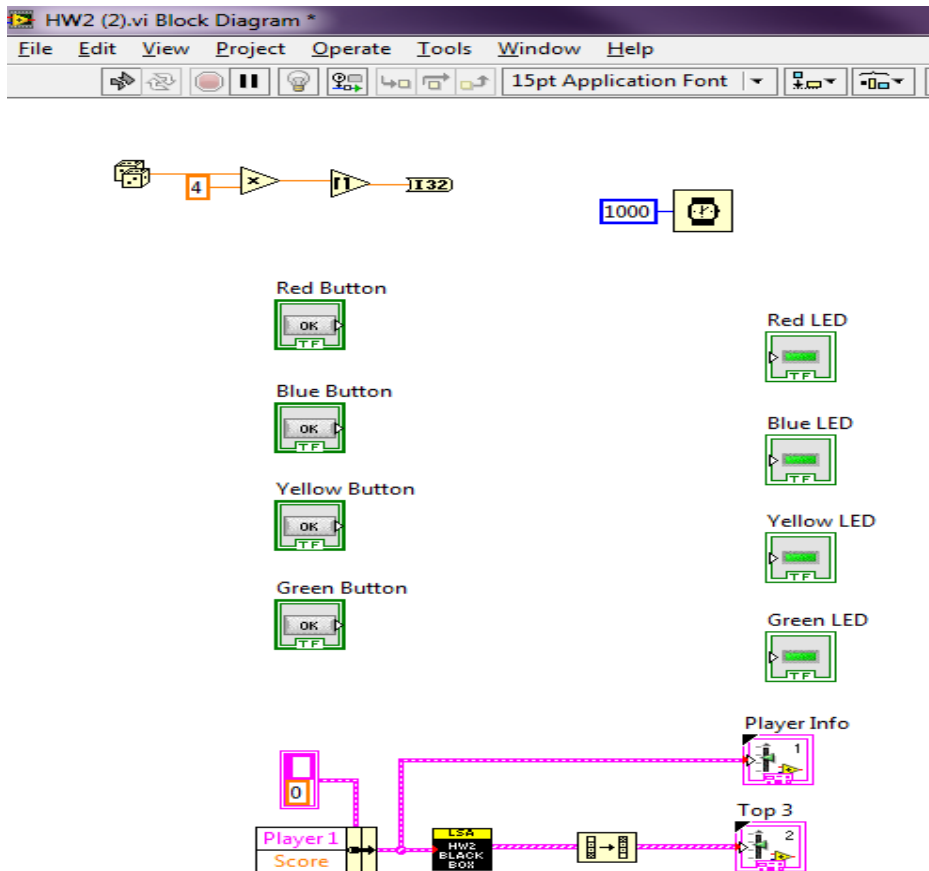 HW2 (2).vi Block Diagram *
File Edit View Project Operate Tools Window Help
15pt Application Font
4
I32
1000
Red Button
OK
TF
Red LED
TF
Blue Button
OK
TF
Blue LED
TF
Yellow Button
OK
TF
Yellow LED
TF
Green Button
OK
TF
Green LED
TF
Player Info
1
0
Top 3
2
Player 1
Score
LSA
HW2
BLACK
BOX